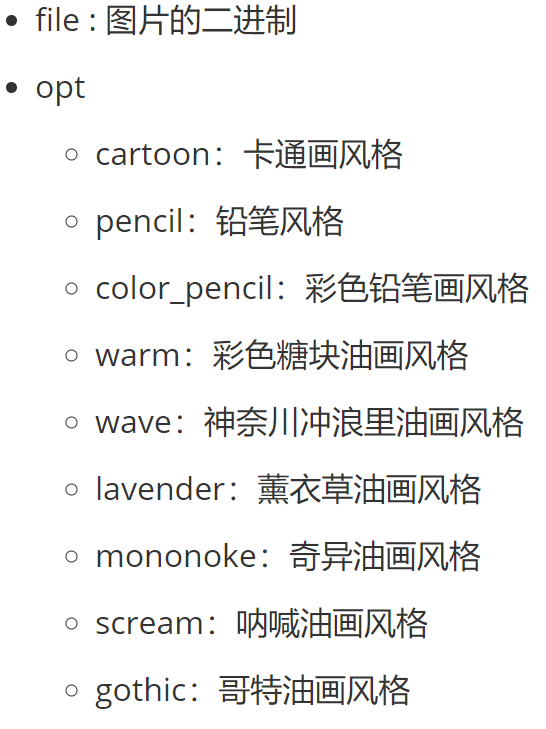 file : 图片的二进制
opt
cartoon：卡通画风格
pencil：铅笔风格
color_pencil：彩色铅笔画风格
warm：彩色糖块油画风格
wave：神奈川冲浪里油画风格
lavender：薰衣草油画风格
mononoke：奇异油画风格
scream：呐喊油画风格
gothic：哥特油画风格